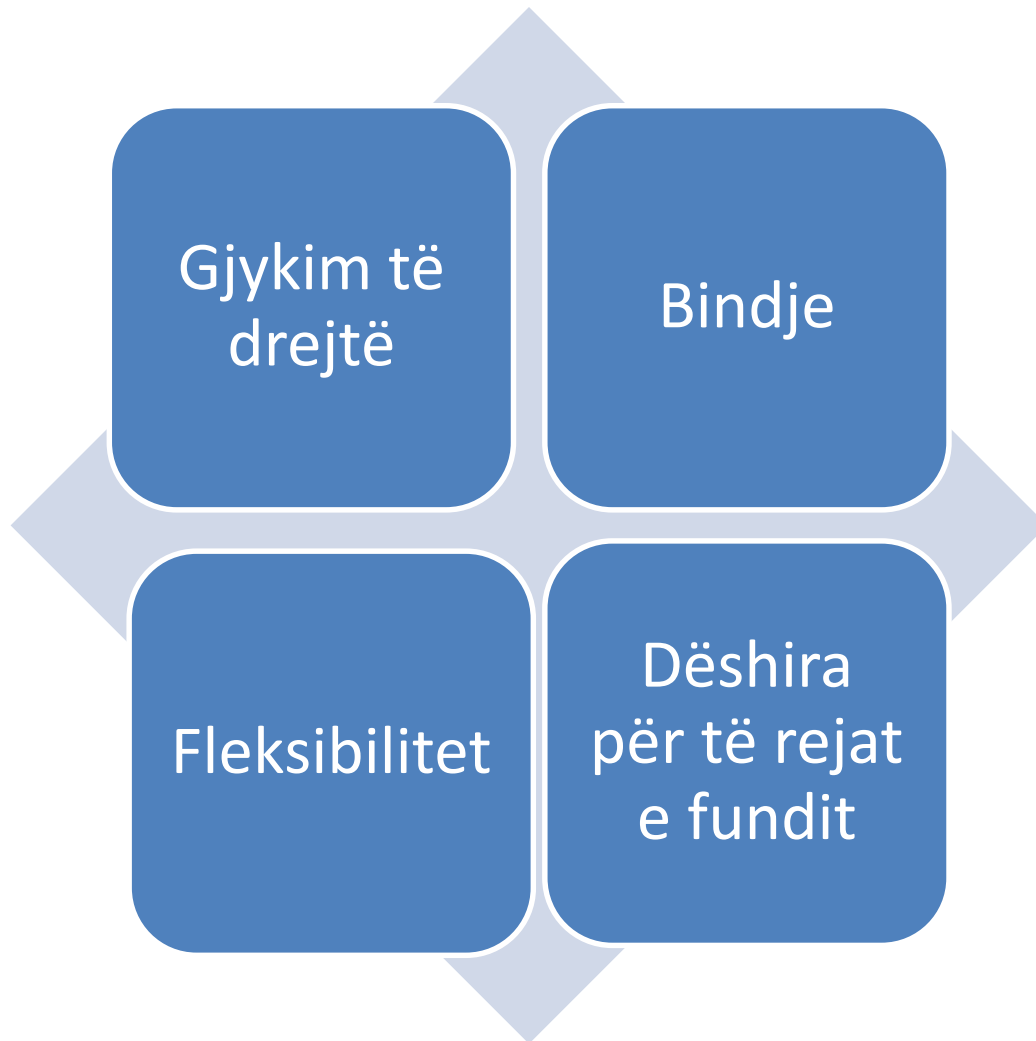 Gjykim të
drejtë
Bindje
Fleksibilitet
Dëshira
për të rejat
e fundit